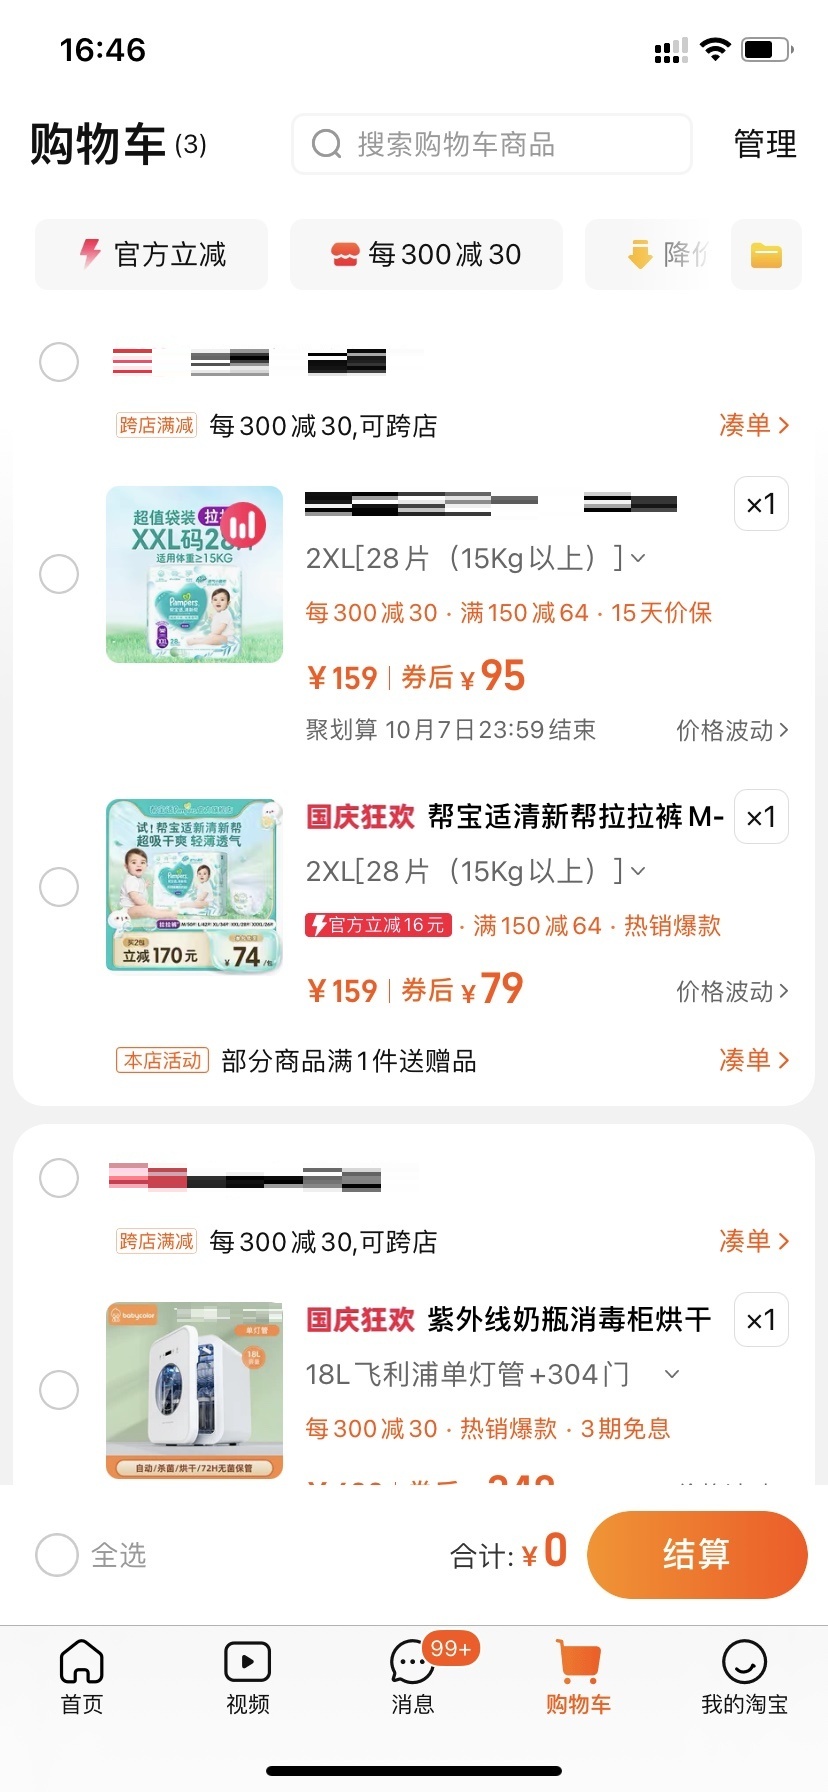 16:46
购物车(3)
搜索购物车商品
管理
官方立减
每300减30
降价
跨店满减 每300减30,可跨店
凑单
超值袋装
XXL码28片
适用体重≥15KG
Pampers
×1
2XL[28片（15Kg以上）]
每300减30 · 满150减64 · 15天价保
¥159 券后¥95
聚划算 10月7日23:59结束
价格波动
试!帮宝适新清新帮
超吸干爽 轻薄透气
Pampers
买2包
立减170元
¥74/包
国庆狂欢 帮宝适清新帮拉拉裤M-
×1
2XL[28片（15Kg以上）]
官方立减16元 · 满150减64 · 热销爆款
¥159 券后¥79
价格波动
本店活动 部分商品满1件送赠品
凑单
跨店满减 每300减30,可跨店
凑单
babycolor
单灯管
18L
自动/杀菌/烘干/72H无菌保管
国庆狂欢 紫外线奶瓶消毒柜烘干
×1
18L飞利浦单灯管+304门
每300减30 · 热销爆款 · 3期免息
全选
合计:¥0
结算
首页
视频
99+
消息
购物车
我的淘宝